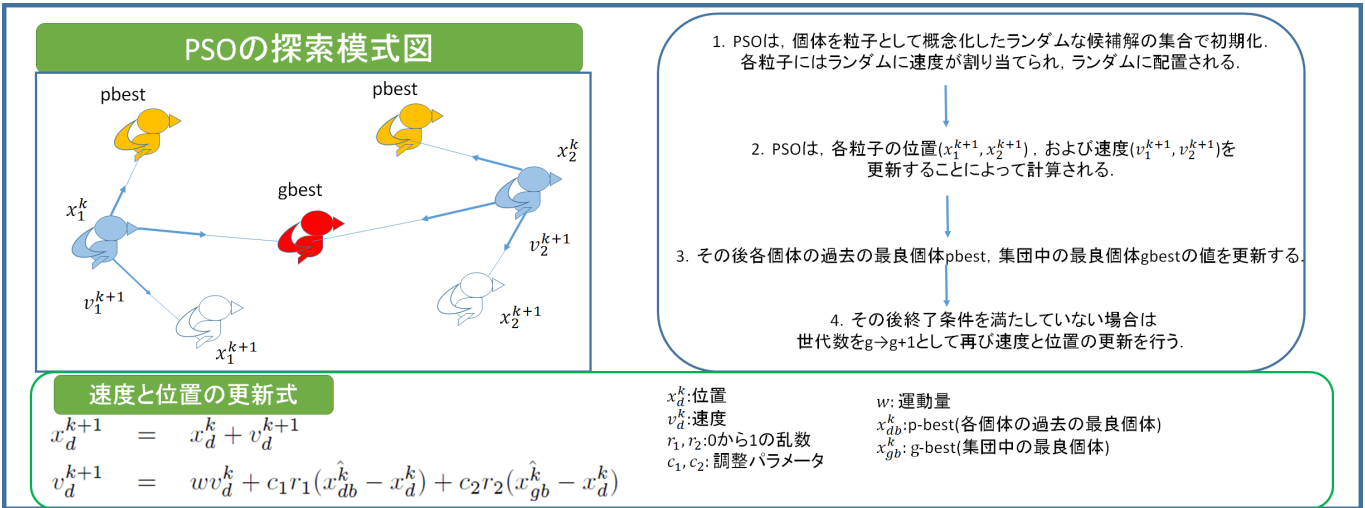 PSOの探索模式図
pbest
pbest
x_2^k
gbest
x_1^k
v_2^{k+1}
v_1^{k+1}
x_2^{k+1}
x_1^{k+1}
1. PSOは，個体を粒子として概念化したランダムな候補解の集合で初期化．
各粒子にはランダムに速度が割り当てられ，ランダムに配置される．
2. PSOは，各粒子の位置(x_1^{k+1}, x_2^{k+1})，および速度(v_1^{k+1}, v_2^{k+1})を
更新することによって計算される．
3. その後各個体の過去の最良個体pbest，集団中の最良個体gbestの値を更新する．
4. その後終了条件を満たしていない場合は
世代数をg→g+1として再び速度と位置の更新を行う．
速度と位置の更新式
x_d^{k+1} = x_d^k + v_d^{k+1}
v_d^{k+1} = wv_d^k + c_1r_1(\hat{x_{db}^k} − x_d^k) + c_2r_2(\hat{x_{gb}^k} − x_d^k)
x_d^k:位置
v_d^k:速度
r_1, r_2:0から1の乱数
c_1, c_2: 調整パラメータ
w: 運動量
x_{db}^k:p-best(各個体の過去の最良個体)
x_{gb}^k: g-best(集団中の最良個体)